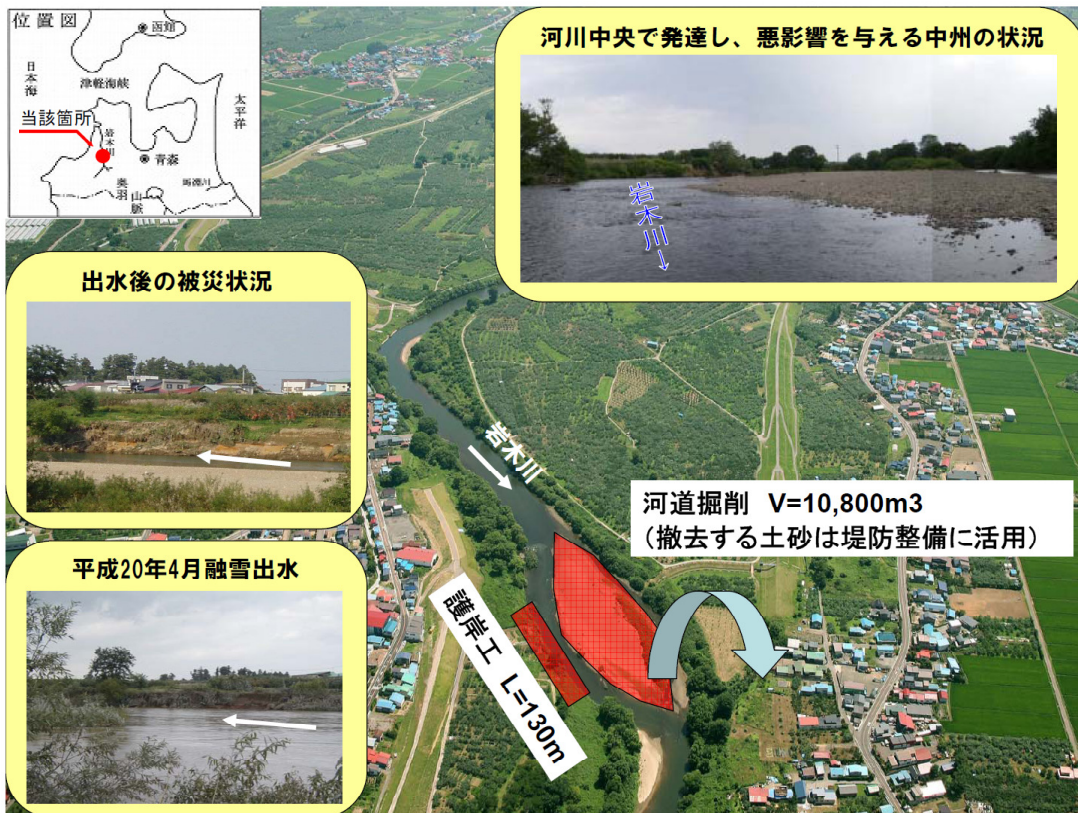 位置図
函館
日本海
津軽海峡
太平洋
当該箇所
岩木川
青森
奥羽山脈
馬淵川
河川中央で発達し、悪影響を与える中州の状況
岩木川→
出水後の被災状況
岩木川
河道掘削 V=10,800m3
(撤去する土砂は堤防整備に活用)
平成20年4月融雪出水
護岸工 L=130m